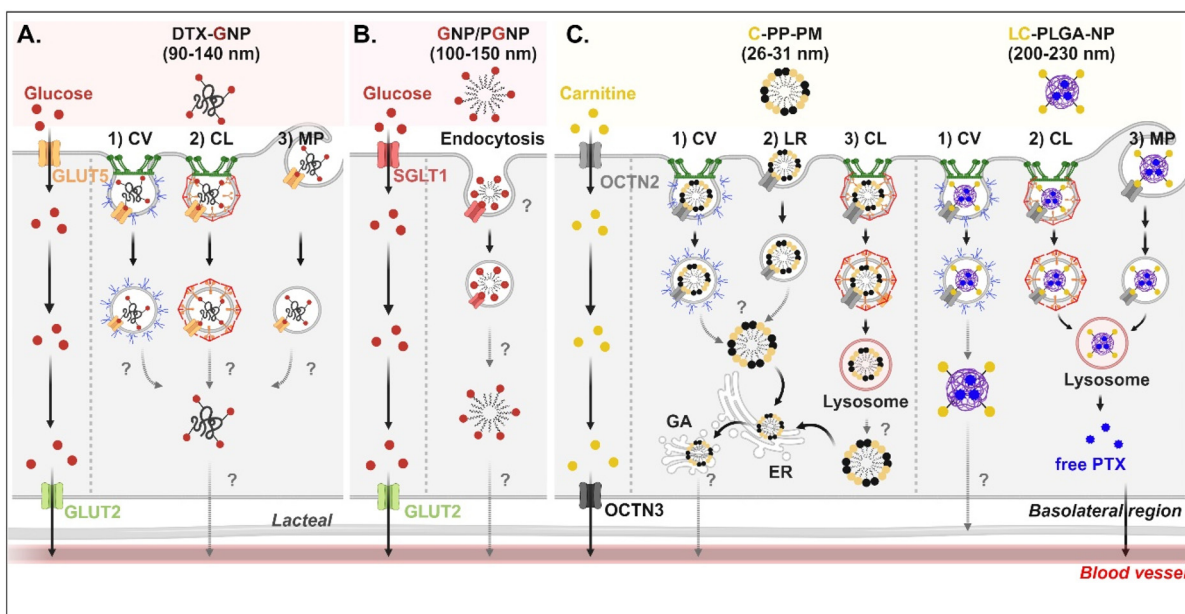 A.
DTX-GNP
(90-140 nm)
Glucose
1) CV
2) CL
3) MP
GLUT5
?
?
?
?
GLUT2
Lacteal
B.
GNP/PGNP
(100-150 nm)
Glucose
Endocytosis
SGLT1
?
?
?
GLUT2
C.
C-PP-PM
(26-31 nm)
LC-PLGA-NP
(200-230 nm)
Carnitine
1) CV
2) LR
3) CL
1) CV
2) CL
3) MP
OCTN2
?
Lysosome
Lysosome
?
GA
ER
free PTX
?
?
OCTN3
Basolateral region
Blood vessel